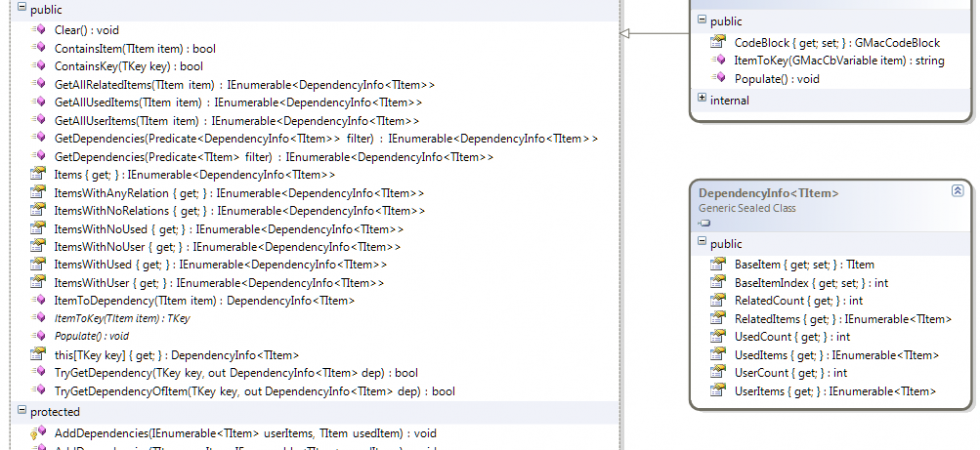 public
Clear() : void
ContainsItem(TItem item) : bool
ContainsKey(TKey key) : bool
GetAllRelatedItems(TItem item) : IEnumerable<DependencyInfo<TItem>>
GetAllUsedItems(TItem item) : IEnumerable<DependencyInfo<TItem>>
GetAllUserItems(TItem item) : IEnumerable<DependencyInfo<TItem>>
GetDependencies(Predicate<DependencyInfo<TItem>> filter) : IEnumerable<DependencyInfo<TItem>>
GetDependencies(Predicate<TItem> filter) : IEnumerable<DependencyInfo<TItem>>
Items { get; } : IEnumerable<DependencyInfo<TItem>>
ItemsWithAnyRelation { get; } : IEnumerable<DependencyInfo<TItem>>
ItemsWithNoRelations { get; } : IEnumerable<DependencyInfo<TItem>>
ItemsWithNoUsed { get; } : IEnumerable<DependencyInfo<TItem>>
ItemsWithNoUser { get; } : IEnumerable<DependencyInfo<TItem>>
ItemsWithUsed { get; } : IEnumerable<DependencyInfo<TItem>>
ItemsWithUser { get; } : IEnumerable<DependencyInfo<TItem>>
ItemToDependency(TItem item) : DependencyInfo<TItem>
ItemToKey(TItem item) : TKey
Populate() : void
this[TKey key] { get; } : DependencyInfo<TItem>
TryGetDependency(TKey key, out DependencyInfo<TItem> dep) : bool
TryGetDependencyOfItem(TKey key, out DependencyInfo<TItem> dep) : bool
protected
AddDependencies(IEnumerable<TItem> userItems, TItem usedItem) : void
public
CodeBlock { get; set; } : GMacCodeBlock
ItemToKey(GMacCbVariable item) : string
Populate() : void
internal
DependencyInfo<TItem>
Generic Sealed Class
public
BaseItem { get; set; } : TItem
BaseItemIndex { get; set; } : int
RelatedCount { get; } : int
RelatedItems { get; } : IEnumerable<TItem>
UsedCount { get; } : int
UsedItems { get; } : IEnumerable<TItem>
UserCount { get; } : int
UserItems { get; } : IEnumerable<TItem>